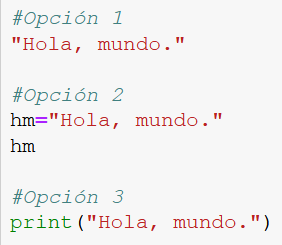 #Opción 1
"Hola, mundo."
#Opción 2
hm="Hola, mundo."
hm
#Opción 3
print("Hola, mundo.")